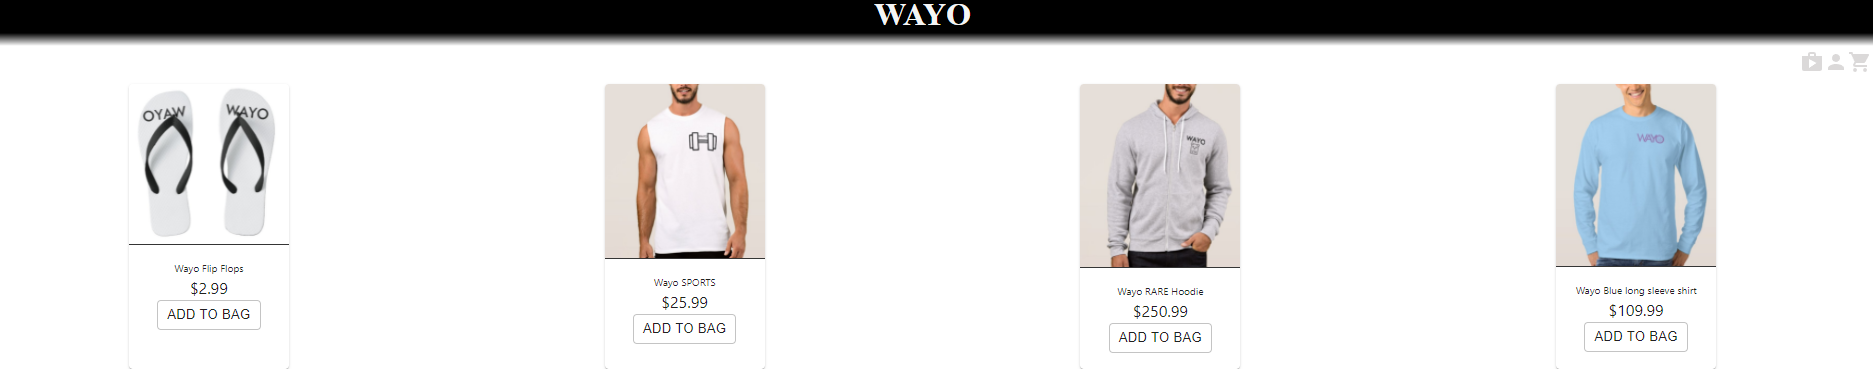 WAYO
OYAW
WAYO
WAYO
WAYO
Wayo Flip Flops
$2.99
ADD TO BAG
Wayo SPORTS
$25.99
ADD TO BAG
Wayo RARE Hoodie
$250.99
ADD TO BAG
Wayo Blue long sleeve shirt
$109.99
ADD TO BAG